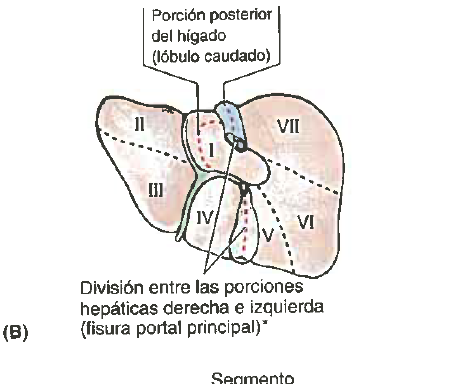 Porción posterior
del hígado
(lóbulo caudado)
II
VII
I
III
IV
V
VI
División entre las porciones
hepáticas derecha e izquierda
(fisura portal principal)*
(B)
Segmento